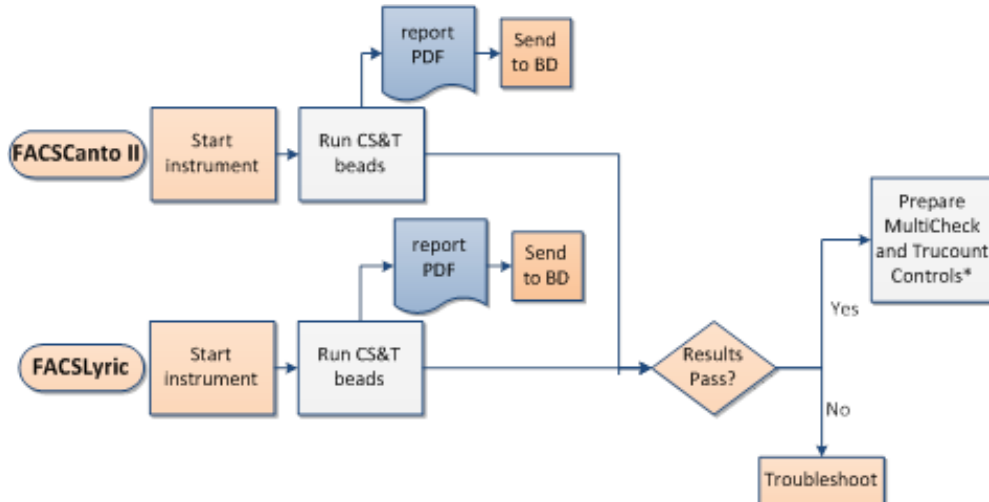 report
PDF
Send
to BD
FACSCanto II
Start
instrument
Run CS&T
beads
Prepare
MultiCheck
and Trucount
Controls*
report
PDF
Send
to BD
Yes
FACSLyric
Start
instrument
Run CS&T
beads
Results
Pass?
No
Troubleshoot